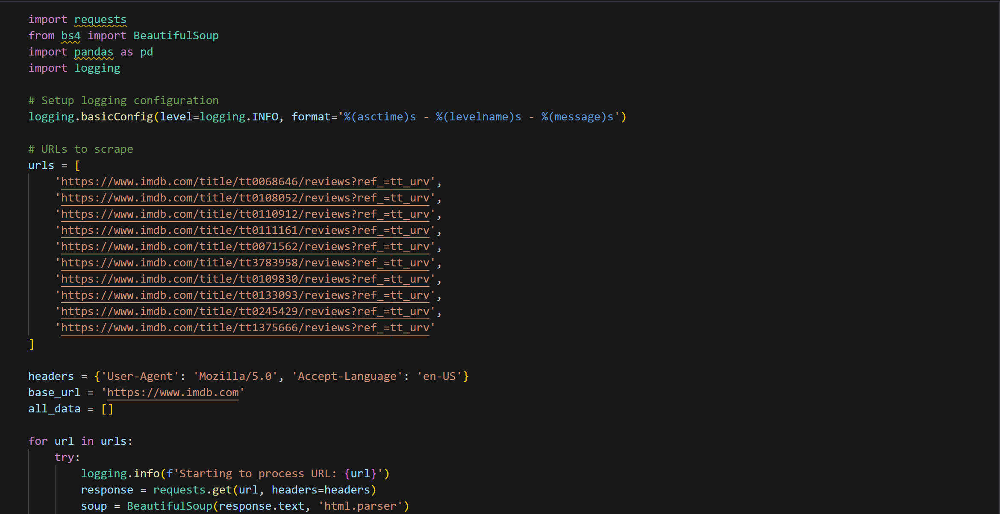 import requests
from bs4 import BeautifulSoup
import pandas as pd
import logging

# Setup logging configuration
logging.basicConfig(level=logging.INFO, format='%(asctime)s - %(levelname)s - %(message)s')

# URLs to scrape
urls = [
    'https://www.imdb.com/title/tt0068646/reviews?ref_=tt_urv',
    'https://www.imdb.com/title/tt0108052/reviews?ref_=tt_urv',
    'https://www.imdb.com/title/tt0110912/reviews?ref_=tt_urv',
    'https://www.imdb.com/title/tt0111161/reviews?ref_=tt_urv',
    'https://www.imdb.com/title/tt0071562/reviews?ref_=tt_urv',
    'https://www.imdb.com/title/tt3783958/reviews?ref_=tt_urv',
    'https://www.imdb.com/title/tt0109830/reviews?ref_=tt_urv',
    'https://www.imdb.com/title/tt0133093/reviews?ref_=tt_urv',
    'https://www.imdb.com/title/tt0245429/reviews?ref_=tt_urv',
    'https://www.imdb.com/title/tt1375666/reviews?ref_=tt_urv'
]

headers = {'User-Agent': 'Mozilla/5.0', 'Accept-Language': 'en-US'}
base_url = 'https://www.imdb.com'
all_data = []

for url in urls:
    try:
        logging.info(f'Starting to process URL: {url}')
        response = requests.get(url, headers=headers)
        soup = BeautifulSoup(response.text, 'html.parser')